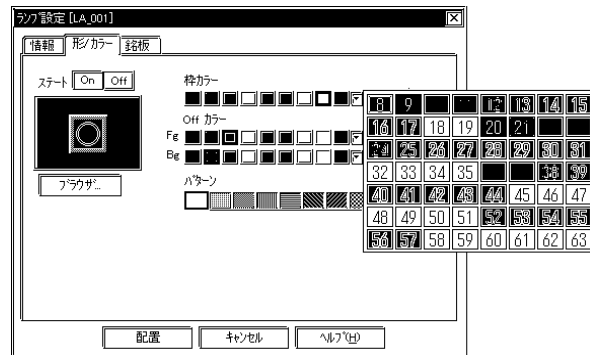 ランプ設定 [LA_001]
情報 形/カラー 銘板
ステート On Off
枠カラー
Off カラー
Fg
Bg
ブラウザ...
パターン
8 9 12 13 14 15
16 17 18 19 20 21
24 25 26 27 28 29 30 31
32 33 34 35 38 39
40 41 42 43 44 45 46 47
48 49 50 51 52 53 54 55
56 57 58 59 60 61 62 63
配置 キャンセル ヘルプ(H)